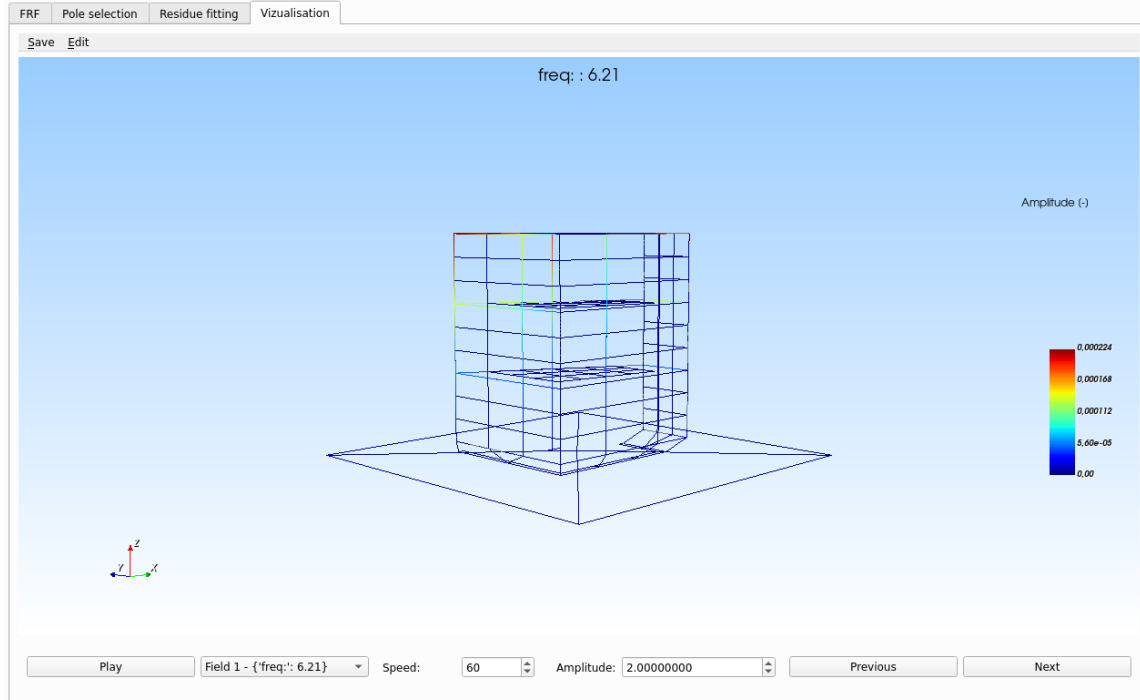 FRF Pole selection Residue fitting Vizualisation
Save Edit
freq: : 6.21
Amplitude (-)
0,000224
0,000168
0,000112
5,60e-05
0,00
Z
Y X
Play Field 1 - {'freq:': 6.21} Speed: 60 Amplitude: 2.00000000 Previous Next